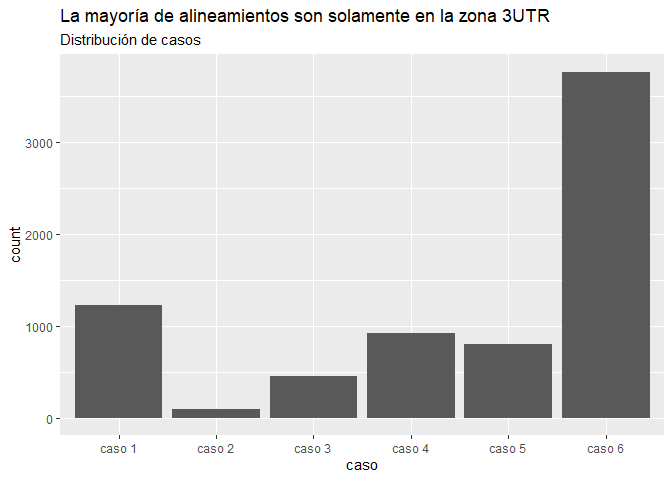 La mayoría de alineamientos son solamente en la zona 3UTR
Distribución de casos
3000
2000
1000
0
count
caso 1
caso 2
caso 3
caso 4
caso 5
caso 6
caso